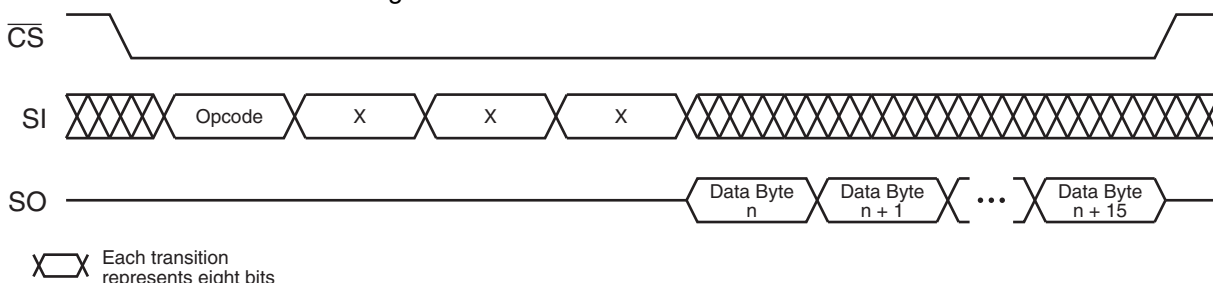 CS
SI
Opcode
X
X
X
SO
Data Byte
n
Data Byte
n + 1
•••
Data Byte
n + 15
Each transition
represents eight bits